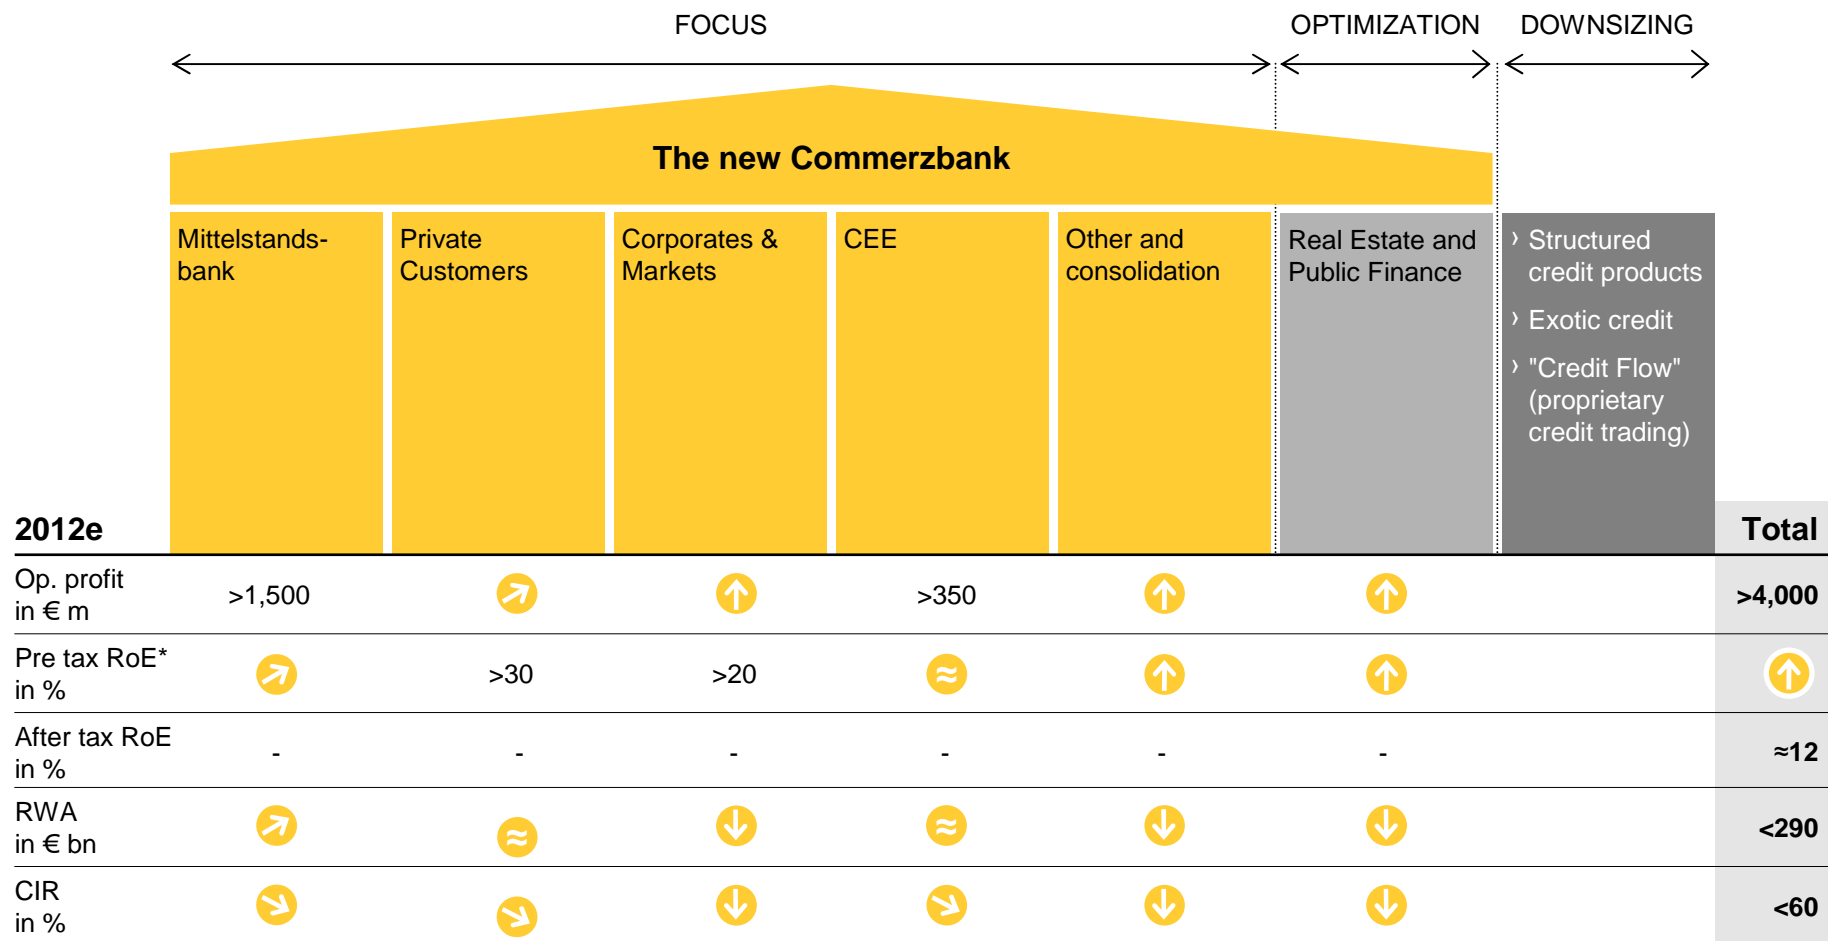 FOCUS OPTIMIZATION DOWNSIZING
The new Commerzbank
Mittelstands-
bank
Private
Customers
Corporates &
Markets
CEE
Other and
consolidation
Real Estate and
Public Finance
› Structured
credit products
› Exotic credit
› "Credit Flow"
(proprietary
credit trading)
2012e Total
Op. profit
in € m
>1,500 >350 >4,000
Pre tax RoE*
in %
>30 >20
After tax RoE
in %
- - - - - - ≈12
RWA
in € bn
≈ ≈ <290
CIR
in %
<60